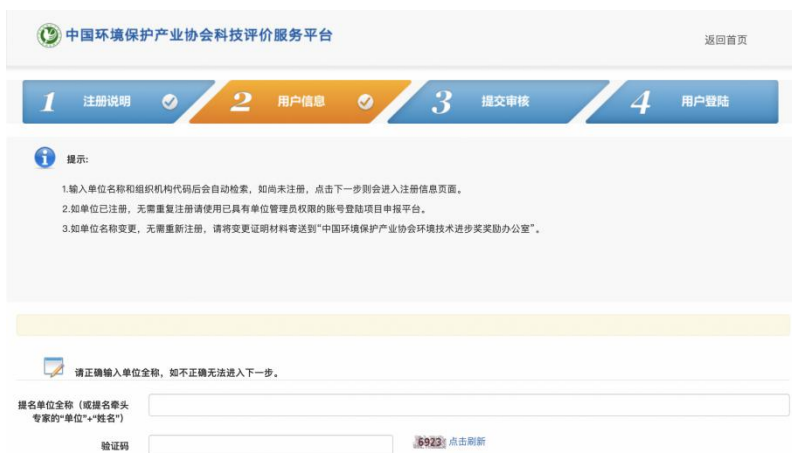 中国环境保护产业协会科技评价服务平台
返回首页
1 注册说明
2 用户信息
3 提交审核
4 用户登陆
提示:
1.输入单位名称和组织机构代码后会自动检索，如尚未注册，点击下一步则会进入注册信息页面。
2.如单位已注册，无需重复注册请使用已具有单位管理员权限的账号登陆项目申报平台。
3.如单位名称变更，无需重新注册，请将变更证明材料寄送到“中国环境保护产业协会环境技术进步奖奖励办公室”。
请正确输入单位全称，如不正确无法进入下一步。
提名单位全称（或提名牵头
专家的“单位”+“姓名”）
验证码
6923 点击刷新